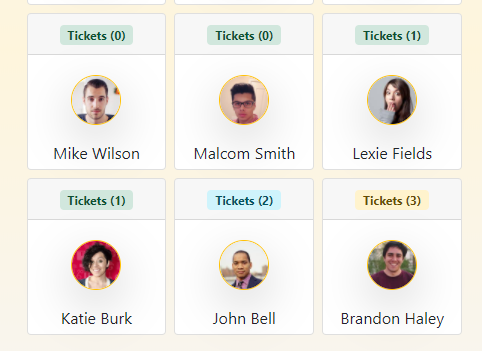 Tickets (0)
Tickets (0)
Tickets (1)
Mike Wilson
Malcom Smith
Lexie Fields
Tickets (1)
Tickets (2)
Tickets (3)
Katie Burk
John Bell
Brandon Haley